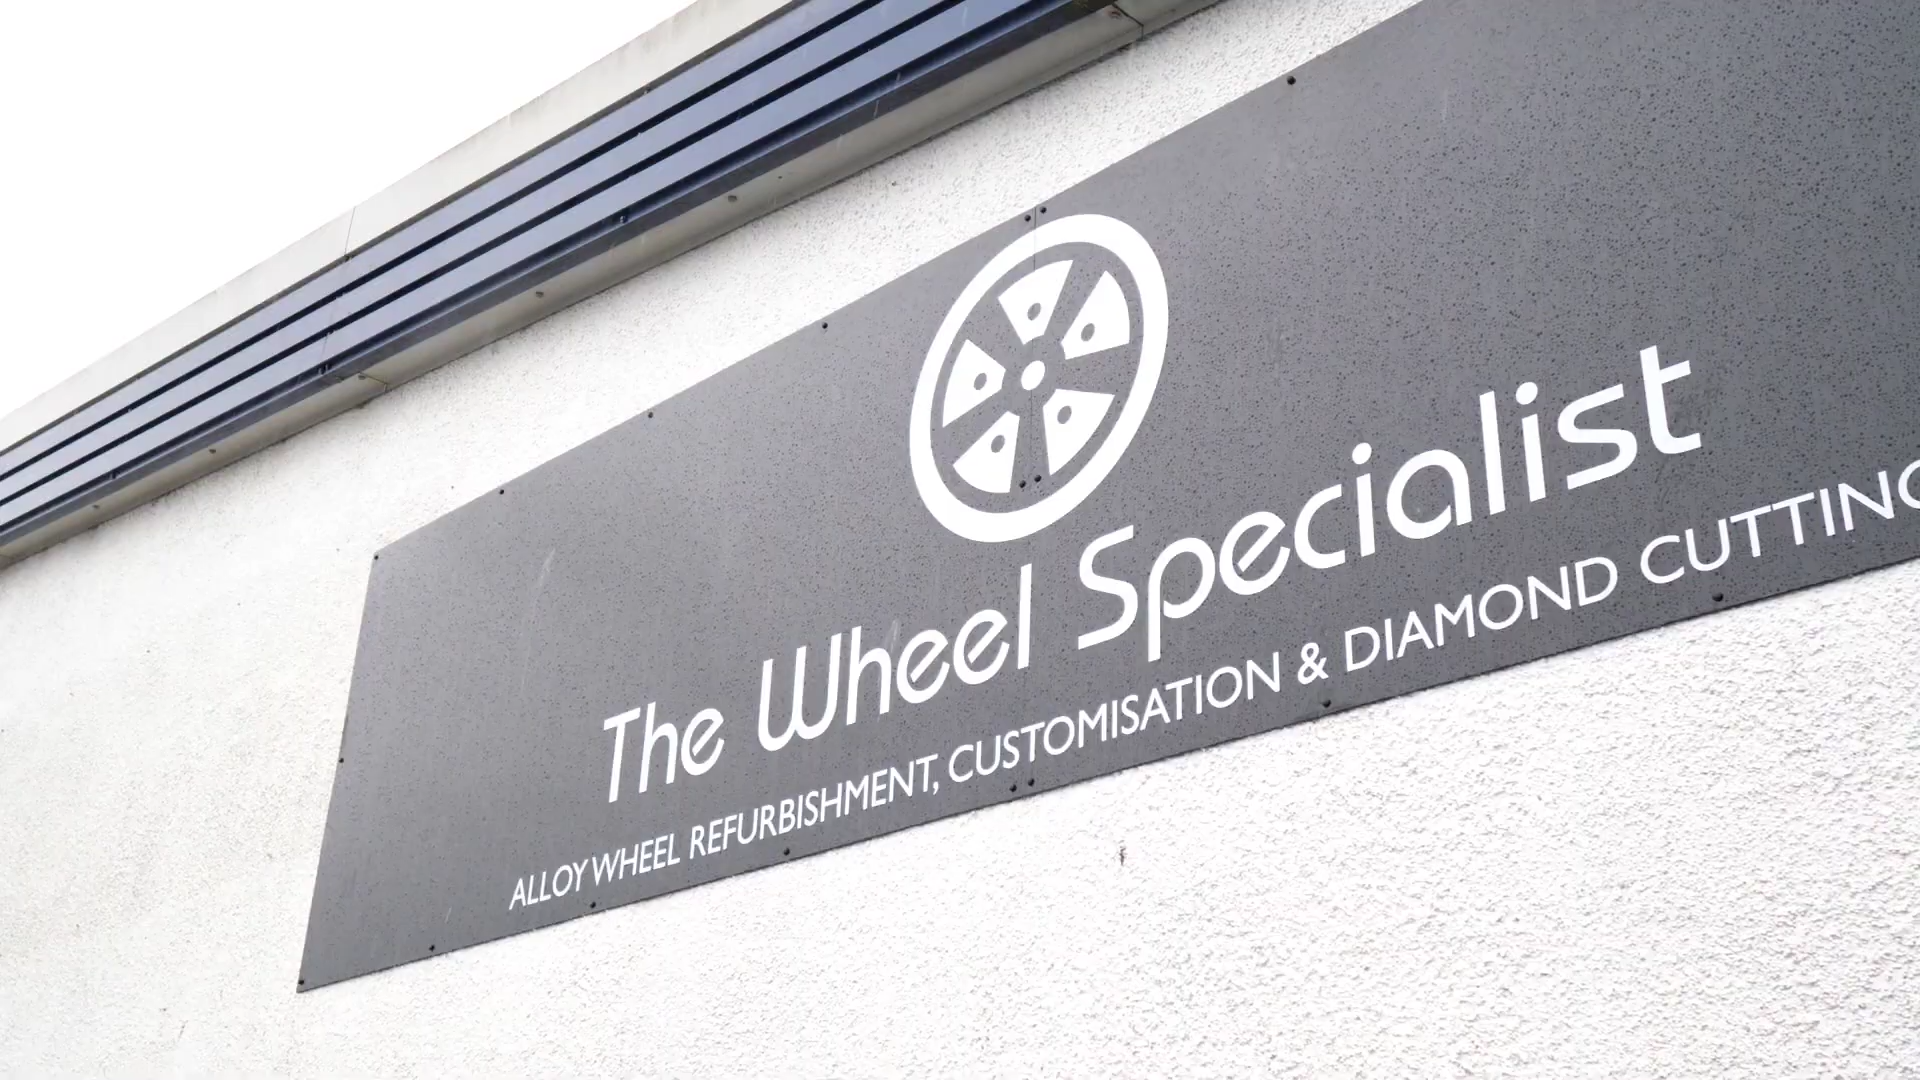 The Wheel Specialist
ALLOY WHEEL REFURBISHMENT, CUSTOMISATION & DIAMOND CUTTING